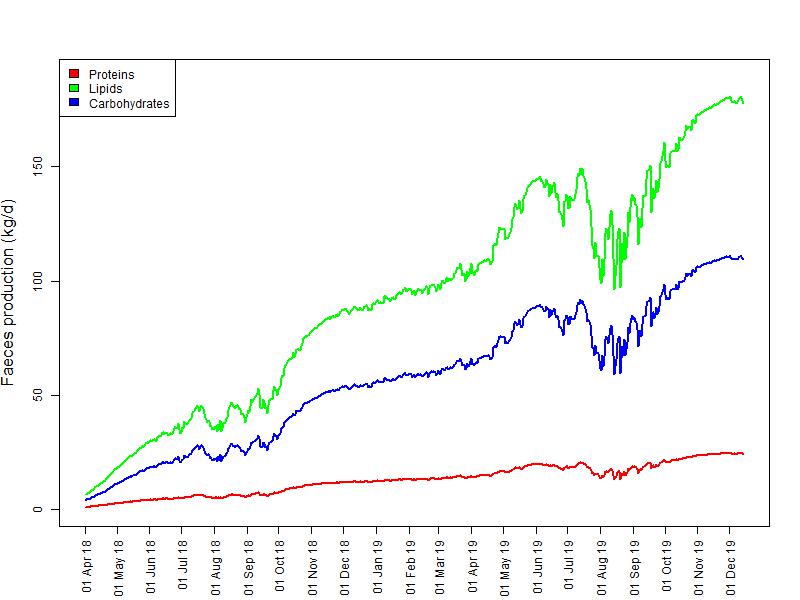 Proteins
Lipids
Carbohydrates
Faeces production (kg/d)
150
100
50
0
01 Apr 18
01 May 18
01 Jun 18
01 Jul 18
01 Aug 18
01 Sep 18
01 Oct 18
01 Nov 18
01 Dec 18
01 Jan 19
01 Feb 19
01 Mar 19
01 Apr 19
01 May 19
01 Jun 19
01 Jul 19
01 Aug 19
01 Sep 19
01 Oct 19
01 Nov 19
01 Dec 19